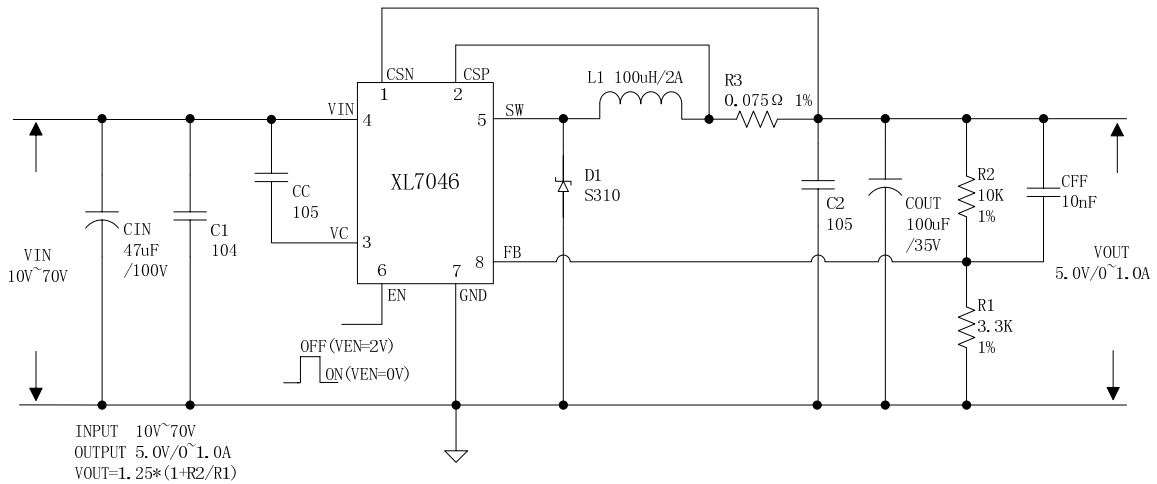 CSN
CSP
1
2
L1 100uH/2A
R3
0.075Ω 1%
VIN
4
5
SW
XL7046
CC
105
D1
S310
R2
10K
1%
CFF
10nF
CIN
47uF
/100V
C1
104
C2
105
COUT
100uF
/35V
VC
3
8
FB
VIN
10V~70V
VOUT
5.0V/0~1.0A
6
7
EN
GND
R1
3.3K
1%
OFF(VEN=2V)
ON(VEN=0V)
INPUT 10V~70V
OUTPUT 5.0V/0~1.0A
VOUT=1.25*(1+R2/R1)